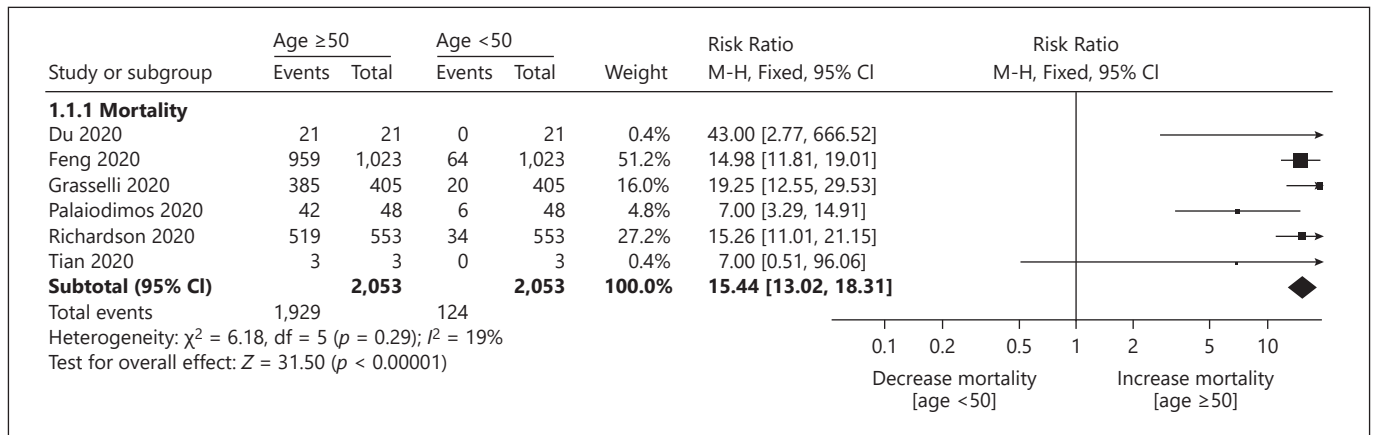 Age ≥50 Age <50 Risk Ratio Risk Ratio
Study or subgroup Events Total Events Total Weight M-H, Fixed, 95% CI M-H, Fixed, 95% CI
1.1.1 Mortality
Du 2020 21 21 0 21 0.4% 43.00 [2.77, 666.52]
Feng 2020 959 1,023 64 1,023 51.2% 14.98 [11.81, 19.01]
Grasselli 2020 385 405 20 405 16.0% 19.25 [12.55, 29.53]
Palaiodimos 2020 42 48 6 48 4.8% 7.00 [3.29, 14.91]
Richardson 2020 519 553 34 553 27.2% 15.26 [11.01, 21.15]
Tian 2020 3 3 0 3 0.4% 7.00 [0.51, 96.06]
Subtotal (95% CI) 2,053 2,053 100.0% 15.44 [13.02, 18.31]
Total events 1,929 124
Heterogeneity: χ2 = 6.18, df = 5 (p = 0.29); I2 = 19%
Test for overall effect: Z = 31.50 (p < 0.00001)
0.1 0.2 0.5 1 2 5 10
Decrease mortality Increase mortality
[age <50] [age ≥50]